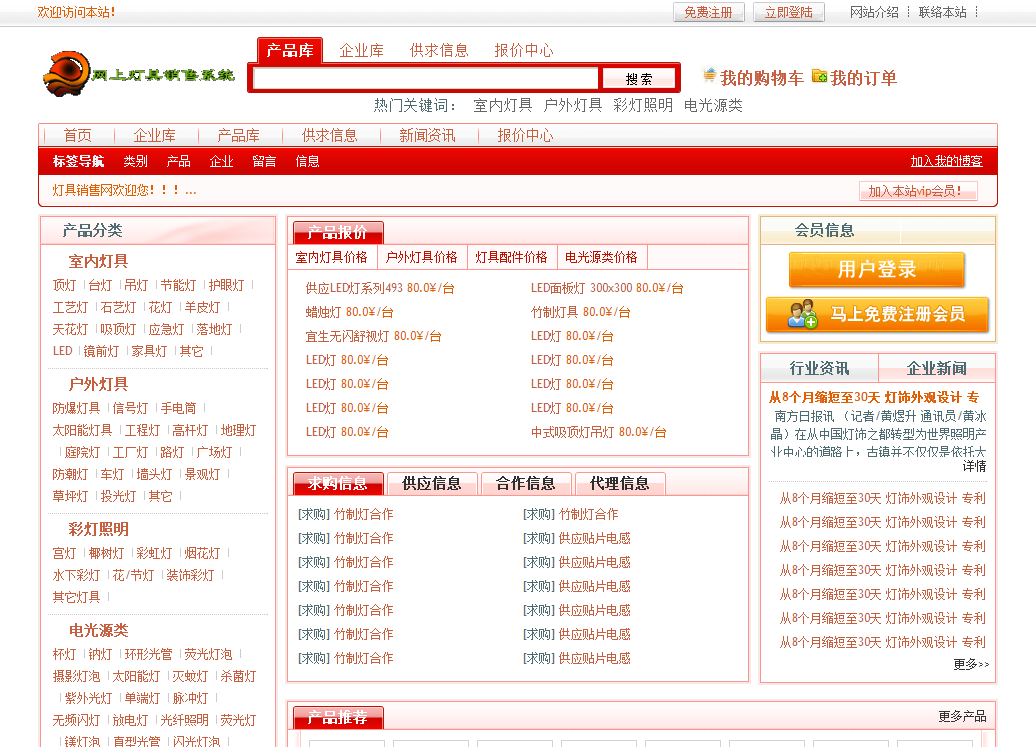 欢迎访问本站！
免费注册 立即登陆 网站介绍 联络本站
网上灯具销售系统
产品库 企业库 供求信息 报价中心
搜索
我的购物车 我的订单
热门关键词： 室内灯具 户外灯具 彩灯照明 电光源类
首页 企业库 产品库 供求信息 新闻资讯 报价中心
标签导航 类别 产品 企业 留言 信息 加入我的博客
灯具销售网欢迎您！！！... 加入本站vip会员！
产品分类
室内灯具
顶灯 台灯 吊灯 节能灯 护眼灯
工艺灯 石艺灯 花灯 羊皮灯
天花灯 吸顶灯 应急灯 落地灯
LED 镜前灯 家具灯 其它
户外灯具
防爆灯具 信号灯 手电筒
太阳能灯具 工程灯 高杆灯 地理灯
庭院灯 工厂灯 路灯 广场灯
防潮灯 车灯 墙头灯 景观灯
草坪灯 投光灯 其它
彩灯照明
宫灯 椰树灯 彩虹灯 烟花灯
水下彩灯 花/节灯 装饰彩灯
其它灯具
电光源类
杯灯 钠灯 环形光管 荧光灯泡
摄影灯泡 太阳能灯 灭蚊灯 杀菌灯
紫外光灯 单端灯 脉冲灯
无频闪灯 放电灯 光纤照明 荧光灯
镁灯泡 直型光管 闪光灯泡
产品报价
室内灯具价格 户外灯具价格 灯具配件价格 电光源类价格
供应LED灯系列493 80.0¥/台 LED面板灯 300x300 80.0¥/台
蜡烛灯 80.0¥/台 竹制灯具 80.0¥/台
宜生无闪舒视灯 80.0¥/台 LED灯 80.0¥/台
LED灯 80.0¥/台 LED灯 80.0¥/台
LED灯 80.0¥/台 LED灯 80.0¥/台
LED灯 80.0¥/台 LED灯 80.0¥/台
LED灯 80.0¥/台 中式吸顶灯吊灯 80.0¥/台
求购信息 供应信息 合作信息 代理信息
[求购] 竹制灯合作 [求购] 竹制灯合作
[求购] 竹制灯合作 [求购] 供应贴片电感
[求购] 竹制灯合作 [求购] 供应贴片电感
[求购] 竹制灯合作 [求购] 供应贴片电感
[求购] 竹制灯合作 [求购] 供应贴片电感
[求购] 竹制灯合作 [求购] 供应贴片电感
[求购] 竹制灯合作 [求购] 供应贴片电感
产品推荐 更多产品
会员信息
用户登录
马上免费注册会员
行业资讯 企业新闻
从8个月缩短至30天 灯饰外观设计 专
南方日报讯 （记者/黄煜升 通讯员/黄冰
晶）在从中国灯饰之都转型为世界照明产
业中心的道路上，古镇并不仅仅是依托大
详情
从8个月缩短至30天 灯饰外观设计 专利
从8个月缩短至30天 灯饰外观设计 专利
从8个月缩短至30天 灯饰外观设计 专利
从8个月缩短至30天 灯饰外观设计 专利
从8个月缩短至30天 灯饰外观设计 专利
从8个月缩短至30天 灯饰外观设计 专利
从8个月缩短至30天 灯饰外观设计 专利
更多>>